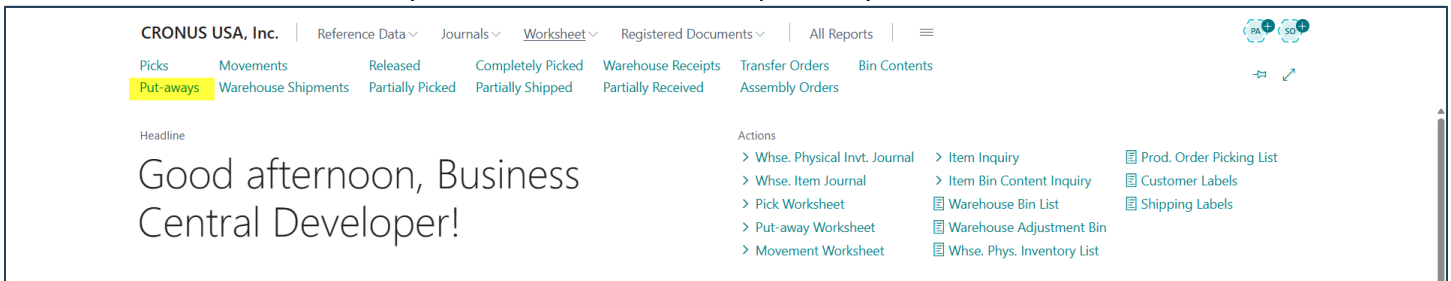 CRONUS USA, Inc. Reference Data Journals Worksheet Registered Documents All Reports PA SO
Picks Movements Released Completely Picked Warehouse Receipts Transfer Orders Bin Contents
Put-aways Warehouse Shipments Partially Picked Partially Shipped Partially Received Assembly Orders
Headline
Good afternoon, Business
Central Developer!
Actions
> Whse. Physical Invt. Journal > Item Inquiry Prod. Order Picking List
> Whse. Item Journal > Item Bin Content Inquiry Customer Labels
> Pick Worksheet Warehouse Bin List Shipping Labels
> Put-away Worksheet Warehouse Adjustment Bin
> Movement Worksheet Whse. Phys. Inventory List